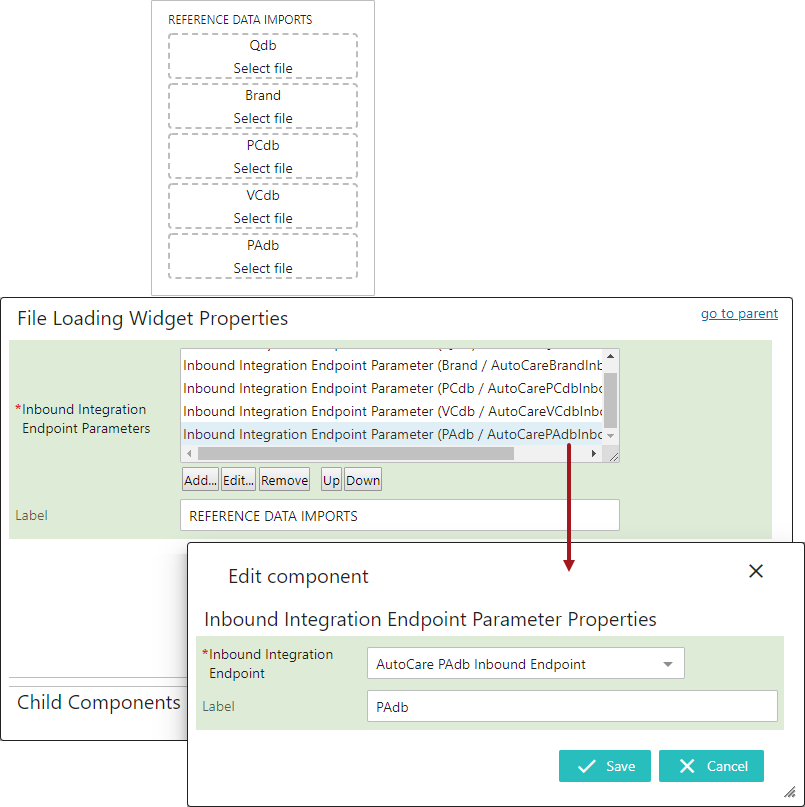 REFERENCE DATA IMPORTS
Qdb
Select file
Brand
Select file
PCdb
Select file
VCdb
Select file
PAdb
Select file
File Loading Widget Properties
go to parent
*Inbound Integration
Endpoint Parameters
Inbound Integration Endpoint Parameter (Brand / AutoCareBrandInb
Inbound Integration Endpoint Parameter (PCdb / AutoCarePCdbInbo
Inbound Integration Endpoint Parameter (VCdb / AutoCareVCdbInbo
Inbound Integration Endpoint Parameter (PAdb / AutoCarePAdbInbo
Add... Edit... Remove Up Down
Label
REFERENCE DATA IMPORTS
Child Components
Edit component
Inbound Integration Endpoint Parameter Properties
*Inbound Integration
Endpoint
AutoCare PAdb Inbound Endpoint
Label
PAdb
Save
Cancel